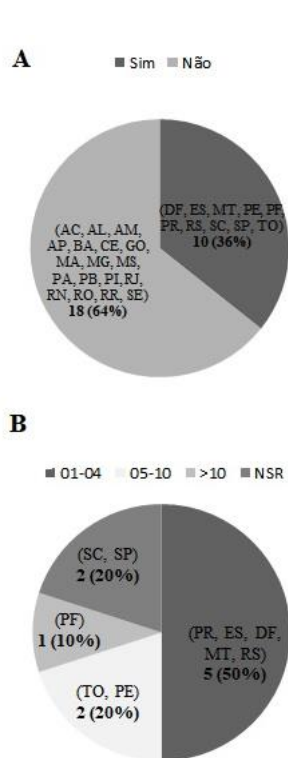 A
Sim Não
(DF, ES, MT, PE, PF,
PR, RS, SC, SP, TO)
10 (36%)
(AC, AL, AM,
AP, BA, CE, GO,
MA, MG, MS,
PA, PB, PI, RJ,
RN, RO, RR, SE)
18 (64%)
B
01-04 05-10 >10 NSR
(SC, SP)
2 (20%)
(PF)
1 (10%)
(PR, ES, DF,
MT, RS)
5 (50%)
(TO, PE)
2 (20%)